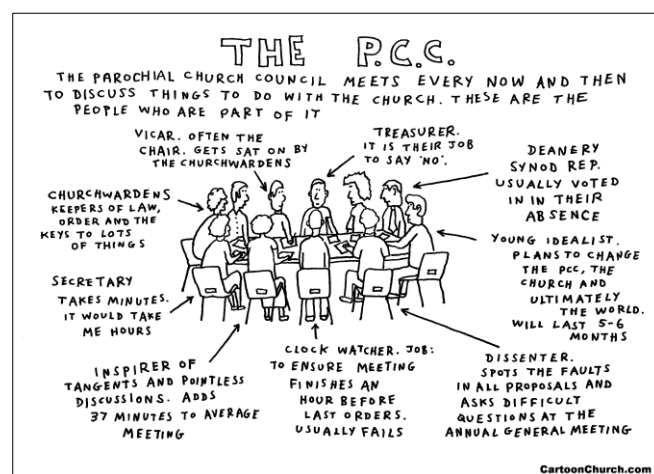 THE P.C.C.
THE PAROCHIAL CHURCH COUNCIL MEETS EVERY NOW AND THEN
TO DISCUSS THINGS TO DO WITH THE CHURCH. THESE ARE THE
PEOPLE WHO ARE PART OF IT
VICAR. OFTEN THE
CHAIR. GETS SAT ON BY
THE CHURCHWARDENS
TREASURER.
IT IS THEIR JOB
TO SAY 'NO'.
DEANERY
SYNOD REP.
USUALLY VOTED
IN IN THEIR
ABSENCE
CHURCHWARDENS
KEEPERS OF LAW,
ORDER AND THE
KEYS TO LOTS
OF THINGS
YOUNG IDEALIST.
PLANS TO CHANGE
THE PCC, THE
CHURCH AND
ULTIMATELY
THE WORLD.
WILL LAST 5-6
MONTHS
SECRETARY
TAKES MINUTES.
IT WOULD TAKE
ME HOURS
INSPIRER OF
TANGENTS AND POINTLESS
DISCUSSIONS. ADDS
37 MINUTES TO AVERAGE
MEETING
CLOCK WATCHER. JOB:
TO ENSURE MEETING
FINISHES AN
HOUR BEFORE
LAST ORDERS.
USUALLY FAILS
DISSENTER.
SPOTS THE FAULTS
IN ALL PROPOSALS AND
ASKS DIFFICULT
QUESTIONS AT THE
ANNUAL GENERAL MEETING
CartoonChurch.com